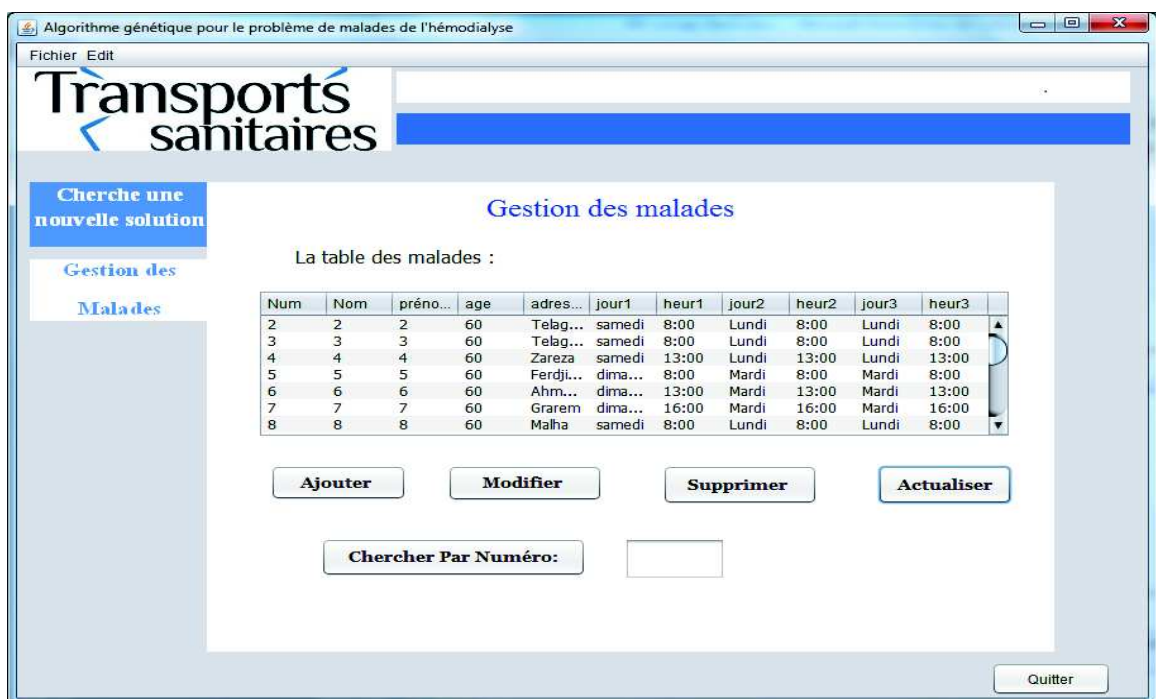 Algorithme génétique pour le problème de malades de l'hémodialyse
Fichier Edit
Transports
sanitaires
Cherche une
nouvelle solution
Gestion des
Malades
Gestion des malades
La table des malades :
Num Nom préno... age adres... jour1 heur1 jour2 heur2 jour3 heur3
2 2 2 60 Telag... samedi 8:00 Lundi 8:00 Lundi 8:00
3 3 3 60 Telag... samedi 8:00 Lundi 8:00 Lundi 8:00
4 4 4 60 Zareza samedi 13:00 Lundi 13:00 Lundi 13:00
5 5 5 60 Ferdji... dima... 8:00 Mardi 8:00 Mardi 8:00
6 6 6 60 Ahm... dima... 13:00 Mardi 13:00 Mardi 13:00
7 7 7 60 Grarem dima... 16:00 Mardi 16:00 Mardi 16:00
8 8 8 60 Malha samedi 8:00 Lundi 8:00 Lundi 8:00
Ajouter Modifier Supprimer Actualiser
Chercher Par Numéro:
Quitter